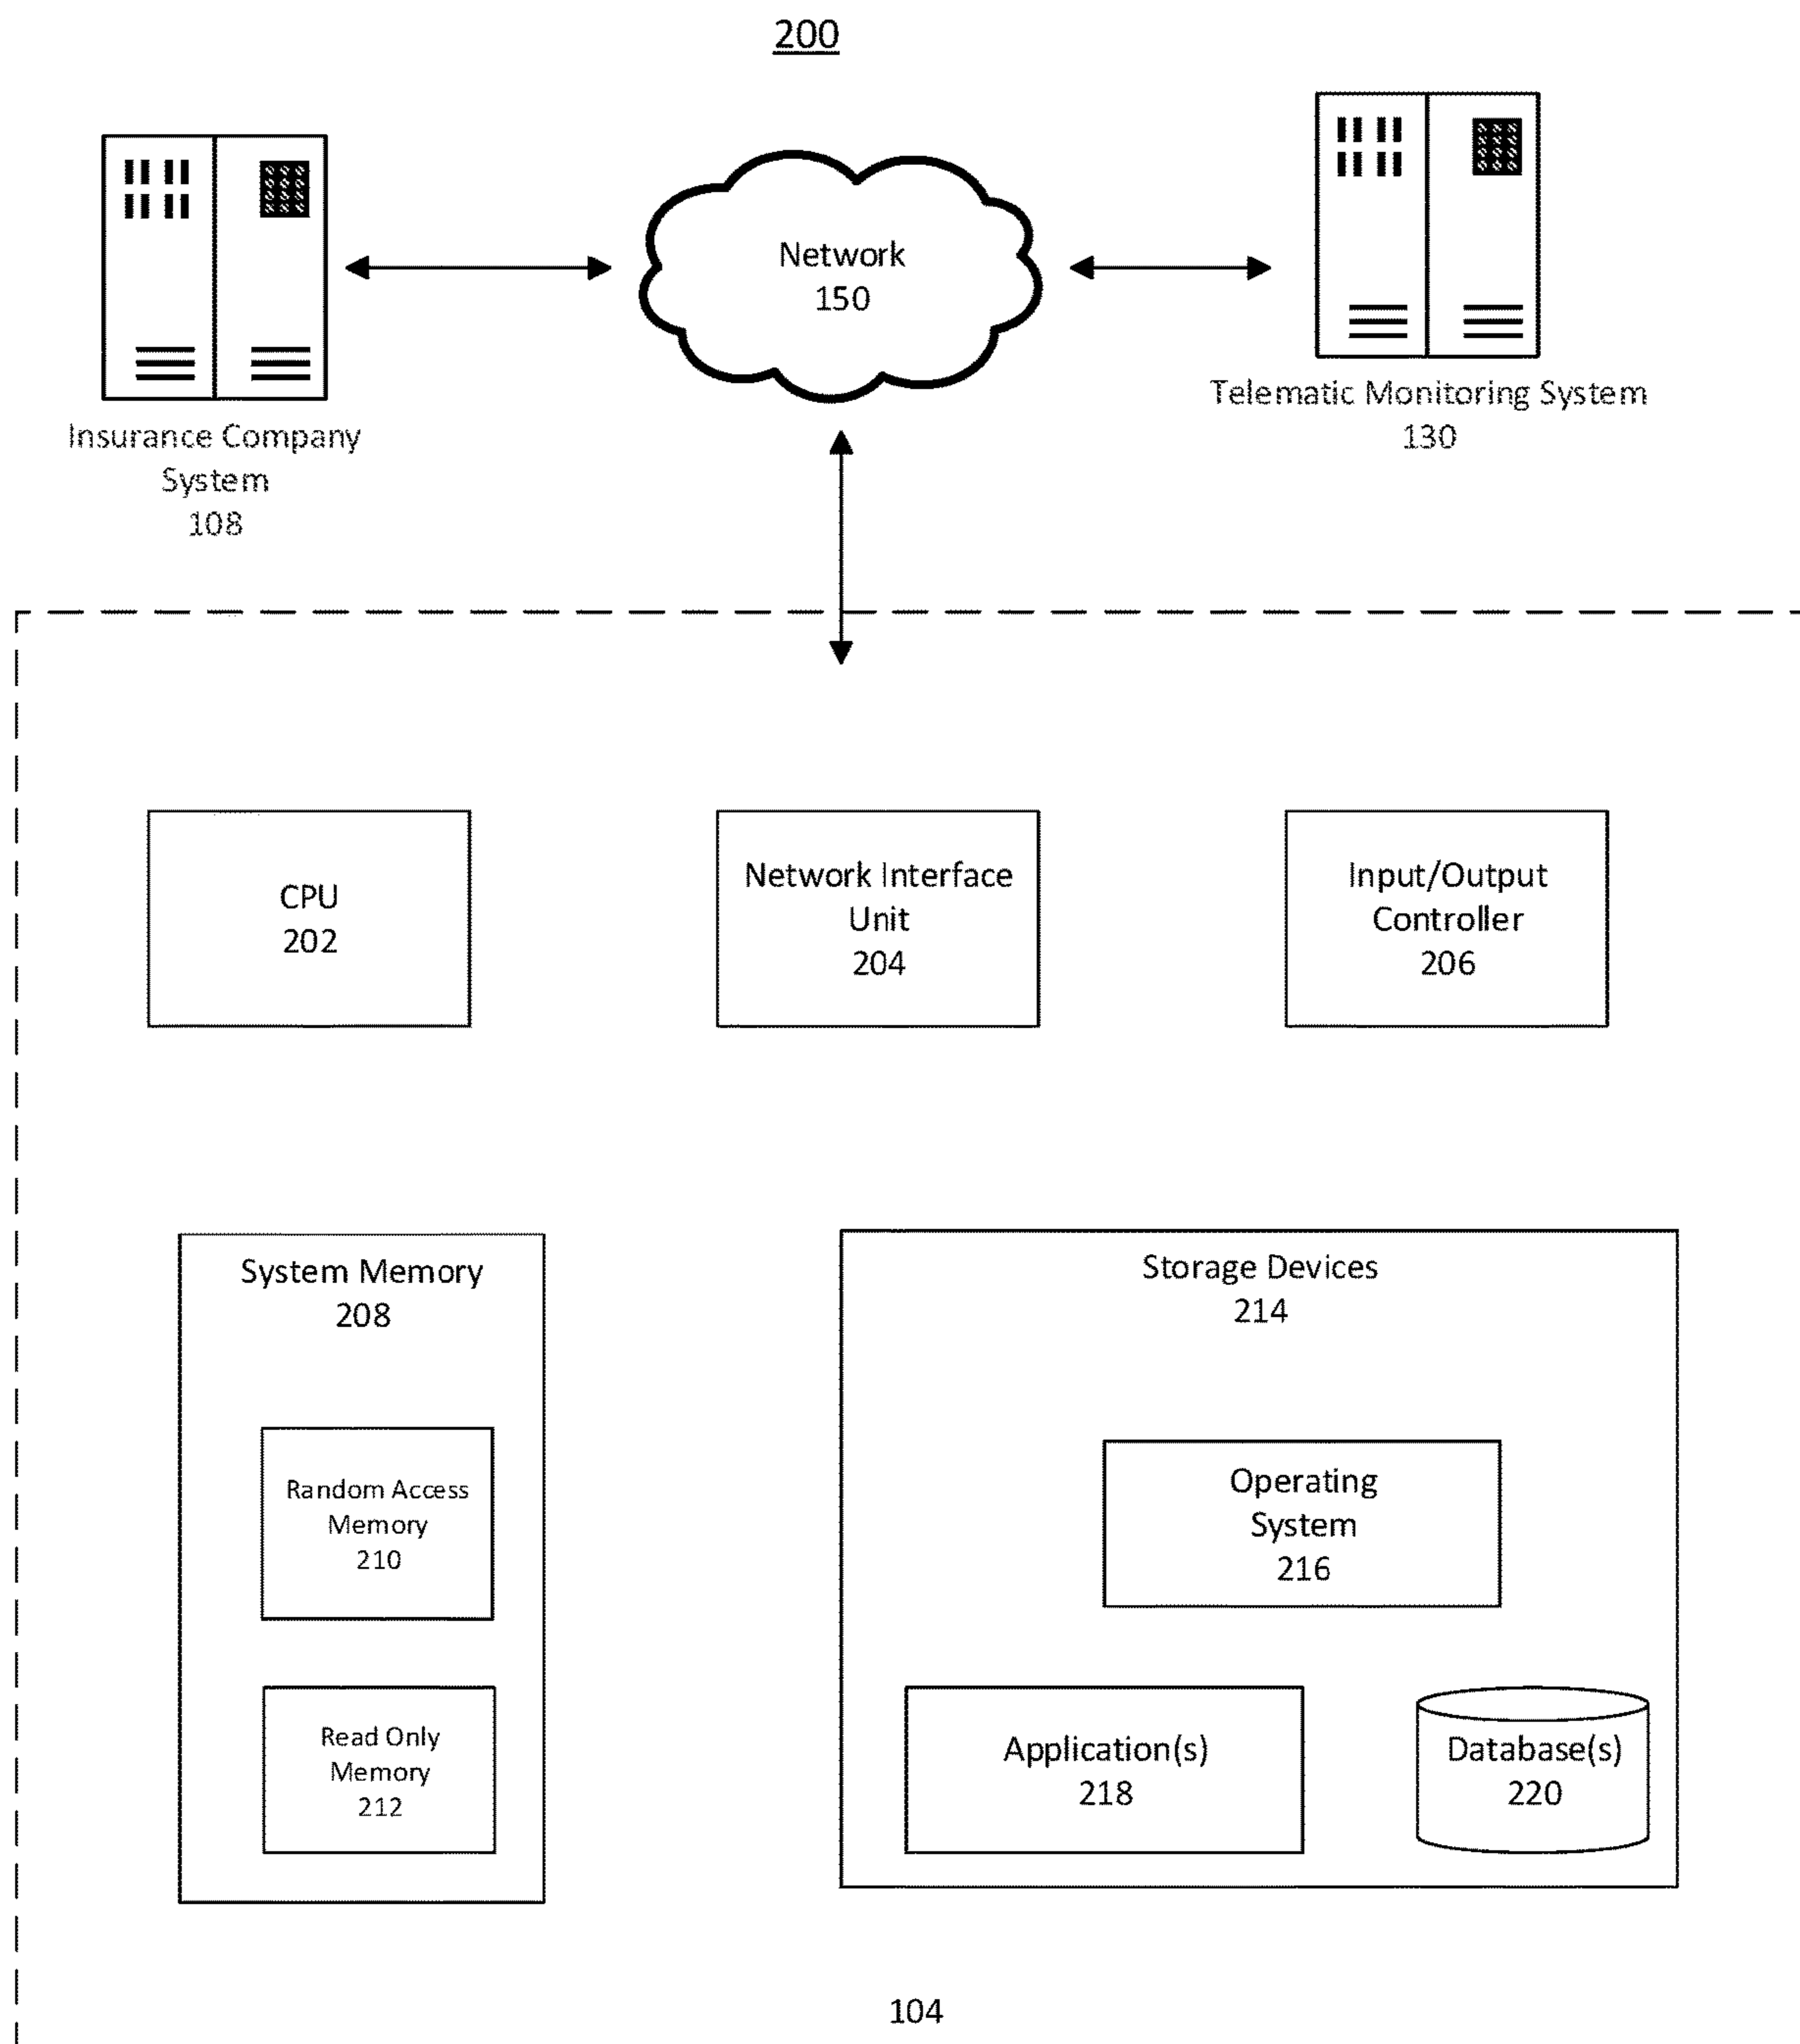 200
Network
150
Insurance Company
System
108
Telematic Monitoring System
130
CPU
202
Network Interface
Unit
204
Input/Output
Controller
206
System Memory
208
Random Access
Memory
210
Read Only
Memory
212
Storage Devices
214
Operating
System
216
Application(s)
218
Database(s)
220
104